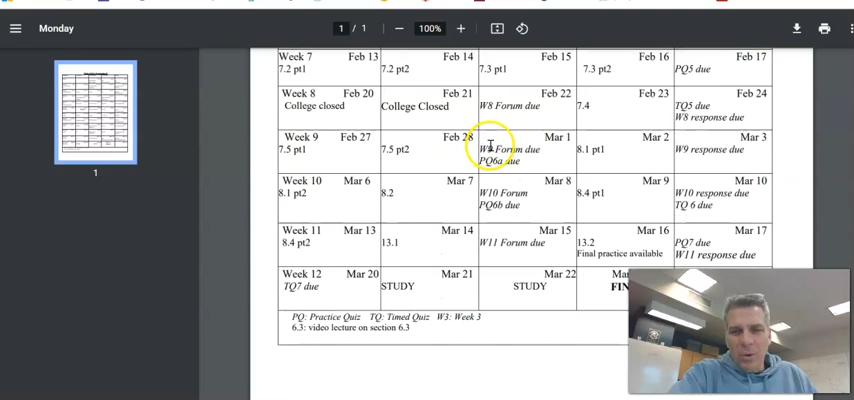 Monday
1 / 1
100%
1
Week 7 Feb 13 Feb 14 Feb 15 Feb 16 Feb 17
7.2 pt1 7.2 pt2 7.3 pt1 7.3 pt2 PQ5 due
Week 8 Feb 20 Feb 21 Feb 22 Feb 23 Feb 24
College closed College Closed W8 Forum due 7.4 TQ5 due
W8 response due
Week 9 Feb 27 Feb 28 Mar 1 Mar 2 Mar 3
7.5 pt1 7.5 pt2 W9 Forum due 8.1 pt1 W9 response due
PQ6a due
Week 10 Mar 6 Mar 7 Mar 8 Mar 9 Mar 10
8.1 pt2 8.2 W10 Forum 8.4 pt1 W10 response due
PQ6b due TQ 6 due
Week 11 Mar 13 Mar 14 Mar 15 Mar 16 Mar 17
8.4 pt2 13.1 W11 Forum due 13.2 PQ7 due
Final practice available W11 response due
Week 12 Mar 20 Mar 21 Mar 22
TQ7 due STUDY STUDY
PQ: Practice Quiz TQ: Timed Quiz W3: Week 3
6.3: video lecture on section 6.3